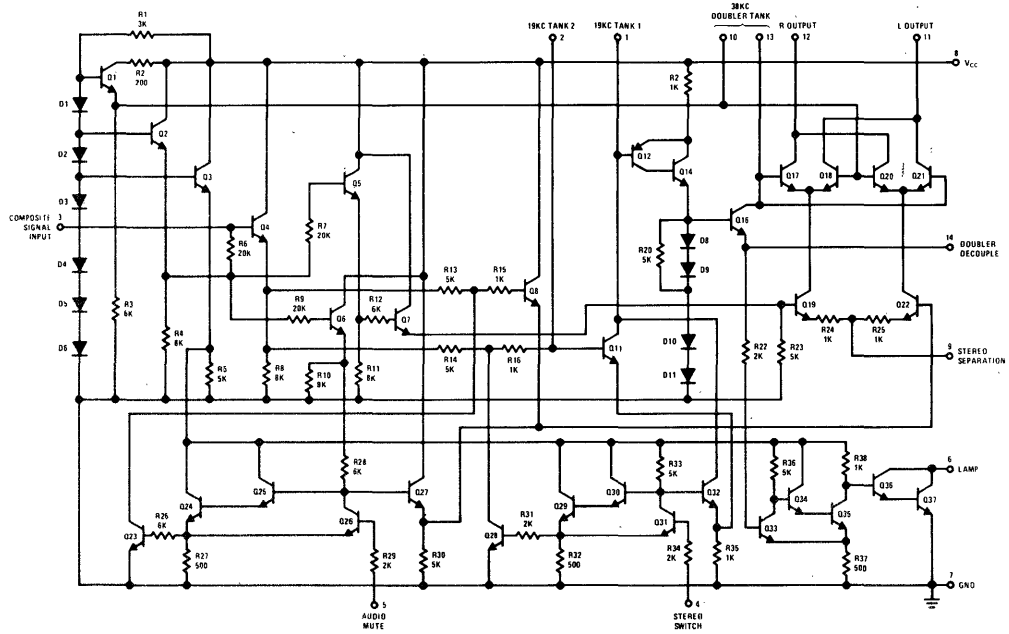 38KC
19KC TANK 2 19KC TANK 1 DOUBLER TANK R OUTPUT L OUTPUT
2 1 10 13 12 11
R1
3K
8
VCC
R2
200
R2
1K
Q1
D1
Q2
Q12
D2
Q3
Q5
Q14
Q17 Q18 Q20 Q21
D3
COMPOSITE
SIGNAL
INPUT
3
Q4
R7
20K
Q16
R6
20K
R20
5K
D8
14
DOUBLER
DECOUPLE
D4
D9
R13
5K
R15
1K
Q8
D5
R3
6K
R9
20K
Q6
R12
6K
Q7
Q19
Q22
R24
1K
R25
1K
R4
8K
D6
R14
5K
R16
1K
Q11
D10
R22
2K
R23
5K
9
STEREO
SEPARATION
R5
5K
R8
8K
R10
8K
R11
8K
D11
R28
6K
R33
5K
R36
5K
R38
1K
6
LAMP
Q24
Q25
Q27
Q29
Q30
Q32
Q34
Q36
Q37
Q23
R26
6K
Q26
Q28
R31
2K
Q31
Q33
Q35
R27
500
R29
2K
R30
5K
R32
500
R34
2K
R35
1K
R37
500
7
GND
5
AUDIO
MUTE
4
STEREO
SWITCH